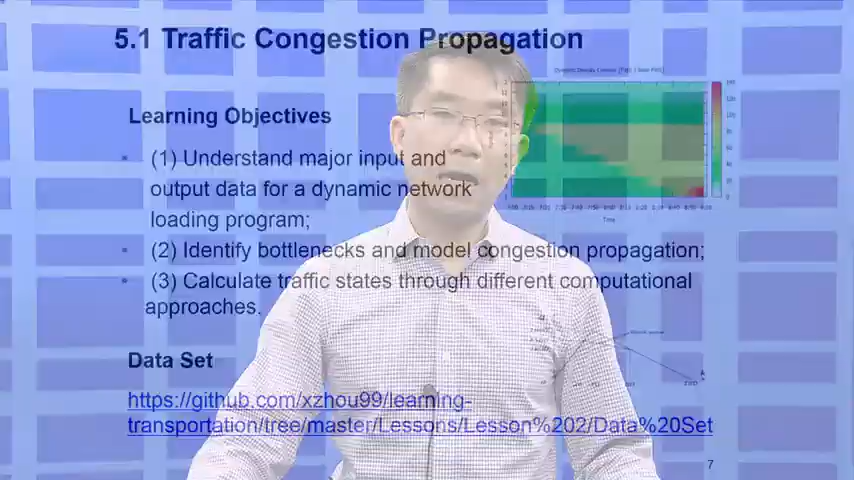 5.1 Traffic Congestion Propagation
Learning Objectives
(1) Understand major input and
output data for a dynamic network
loading program;
(2) Identify bottlenecks and model congestion propagation;
(3) Calculate traffic states through different computational
approaches.
Data Set
https://github.com/xzhou99/learning-
transportation/tree/master/Lessons/Lesson%202/Data%20Set
Time
7